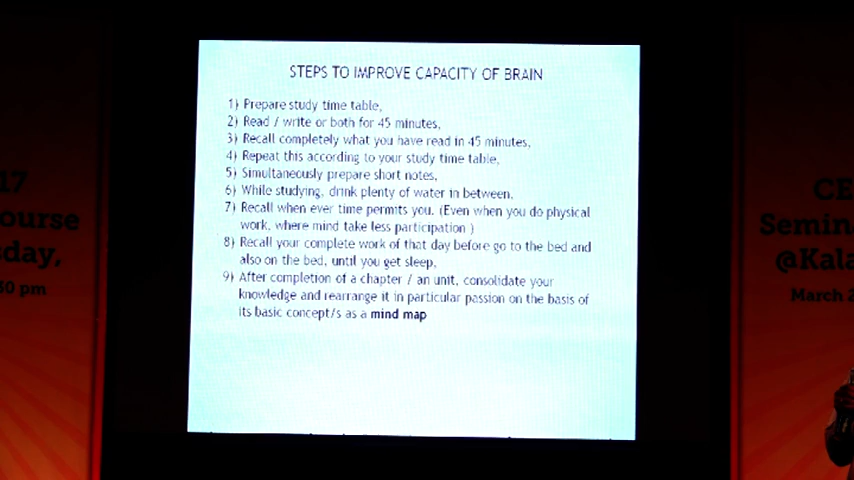 STEPS TO IMPROVE CAPACITY OF BRAIN
1) Prepare study time table,
2) Read / write or both for 45 minutes,
3) Recall completely what you have read in 45 minutes,
4) Repeat this according to your study time table,
5) Simultaneously prepare short notes,
6) While studying, drink plenty of water in between,
7) Recall when ever time permits you. (Even when you do physical
work, where mind take less participation )
8) Recall your complete work of that day before go to the bed and
also on the bed, until you get sleep,
9) After completion of a chapter / an unit, consolidate your
knowledge and rearrange it in particular passion on the basis of
its basic concept/s as a mind map
17
ourse
sday,
30 pm
CE
Semin
@Kala
March 2